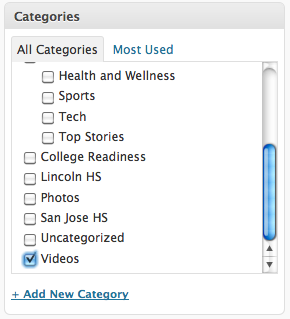 Categories
All Categories Most Used
Health and Wellness
Sports
Tech
Top Stories
College Readiness
Lincoln HS
Photos
San Jose HS
Uncategorized
Videos
+ Add New Category